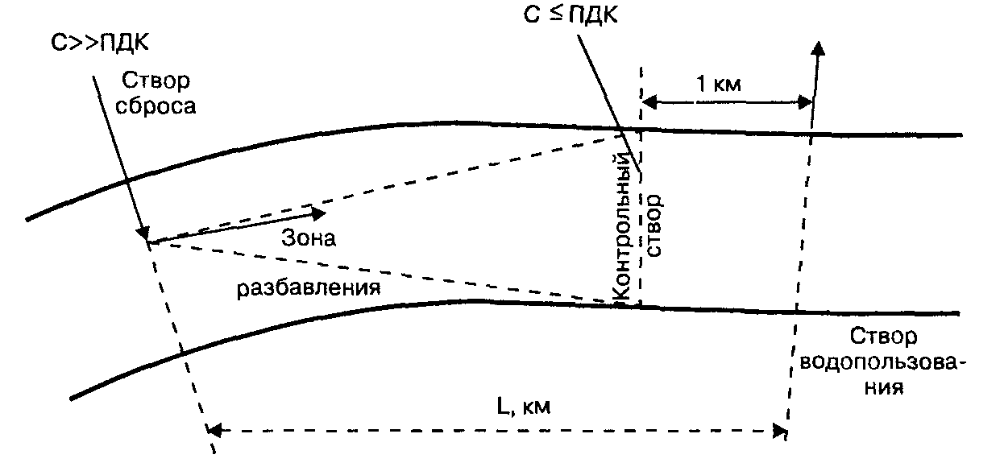 C ≤ ПДК
C>>ПДК
Створ
сброса
1 км
Контрольный
створ
Зона
разбавления
Створ
водопользова-
ния
L, км